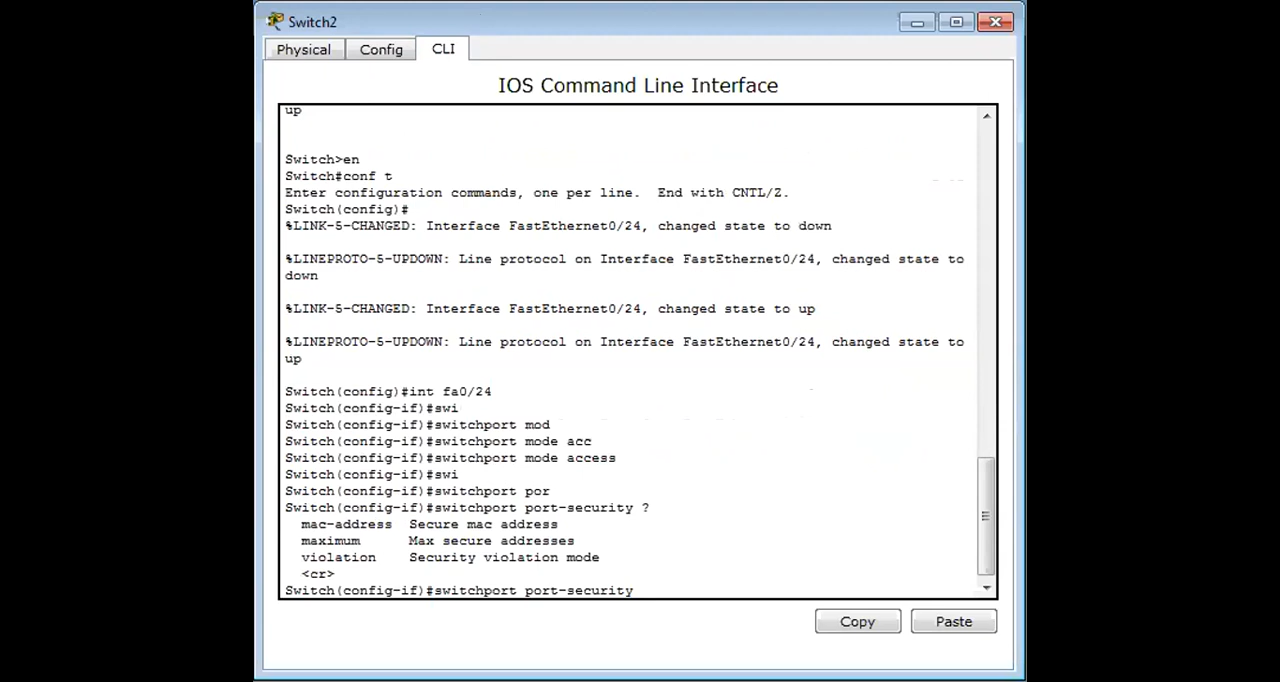 Switch2
Physical Config CLI
IOS Command Line Interface
up
Switch>en
Switch#conf t
Enter configuration commands, one per line.  End with CNTL/Z.
Switch(config)#
%LINK-5-CHANGED: Interface FastEthernet0/24, changed state to down
%LINEPROTO-5-UPDOWN: Line protocol on Interface FastEthernet0/24, changed state to
down
%LINK-5-CHANGED: Interface FastEthernet0/24, changed state to up
%LINEPROTO-5-UPDOWN: Line protocol on Interface FastEthernet0/24, changed state to
up
Switch(config)#int fa0/24
Switch(config-if)#swi
Switch(config-if)#switchport mod
Switch(config-if)#switchport mode acc
Switch(config-if)#switchport mode access
Switch(config-if)#swi
Switch(config-if)#switchport por
Switch(config-if)#switchport port-security ?
mac-address  Secure mac address
maximum      Max secure addresses
violation    Security violation mode
<cr>
Switch(config-if)#switchport port-security
Copy Paste